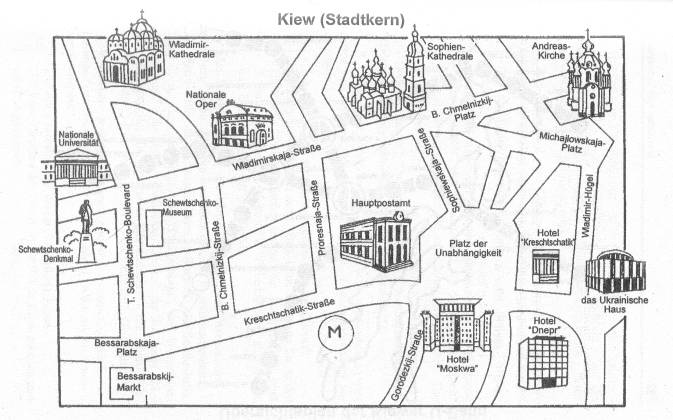 Kiew (Stadtkern)
Wladimir-
Kathedrale
Sophien-
Kathedrale
Andreas-
Kirche
Nationale
Oper
B. Chmelnizkij-
Platz
Nationale
Universität
Michajlowskaja-
Platz
Wladimirskaja-Straße
Sophiewskaja-Straße
Wladimir-Hügel
T. Schewtschenko-Boulevard
Schewtschenko-
Museum
Proresnaja-Straße
Hauptpostamt
B. Chmelnizkij-Straße
Schewtschenko-
Denkmal
Platz der
Unabhängigkeit
Hotel
"Kreschtschatik"
das Ukrainische
Haus
Kreschtschatik-Straße
M
Bessarabskaja-
Platz
Bessarabskij-
Markt
Gorodezkij-Straße
Hotel
"Moskwa"
Hotel
"Dnepr"